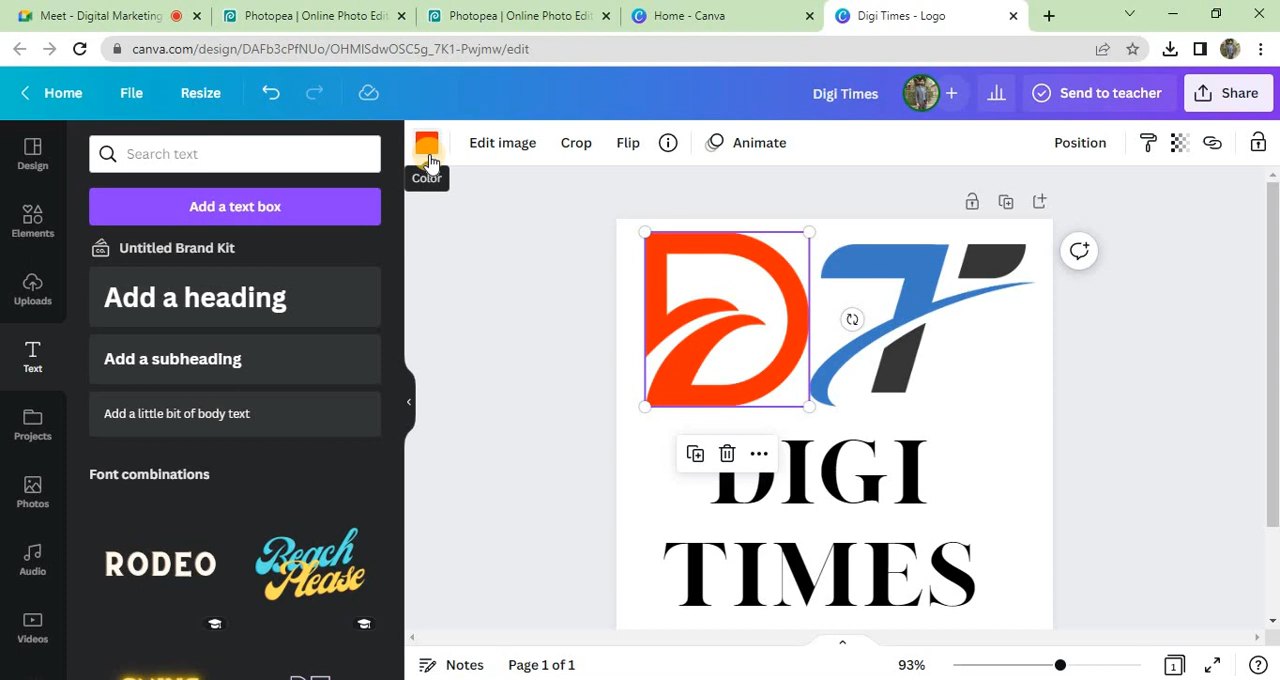 Meet - Digital Marketing
Photopea | Online Photo Edit
Photopea | Online Photo Edit
Home - Canva
Digi Times - Logo
canva.com/design/DAFb3cPfNUo/OHMlSdwOSC5g_7K1-Pwjmw/edit
Home
File
Resize
Digi Times
Send to teacher
Share
Design
Elements
Uploads
Text
Projects
Photos
Audio
Videos
Search text
Add a text box
Untitled Brand Kit
Add a heading
Add a subheading
Add a little bit of body text
Font combinations
RODEO
Beach
Please
Color
Edit image
Crop
Flip
Animate
Position
DT
DIGI
TIMES
Notes
Page 1 of 1
93%
1